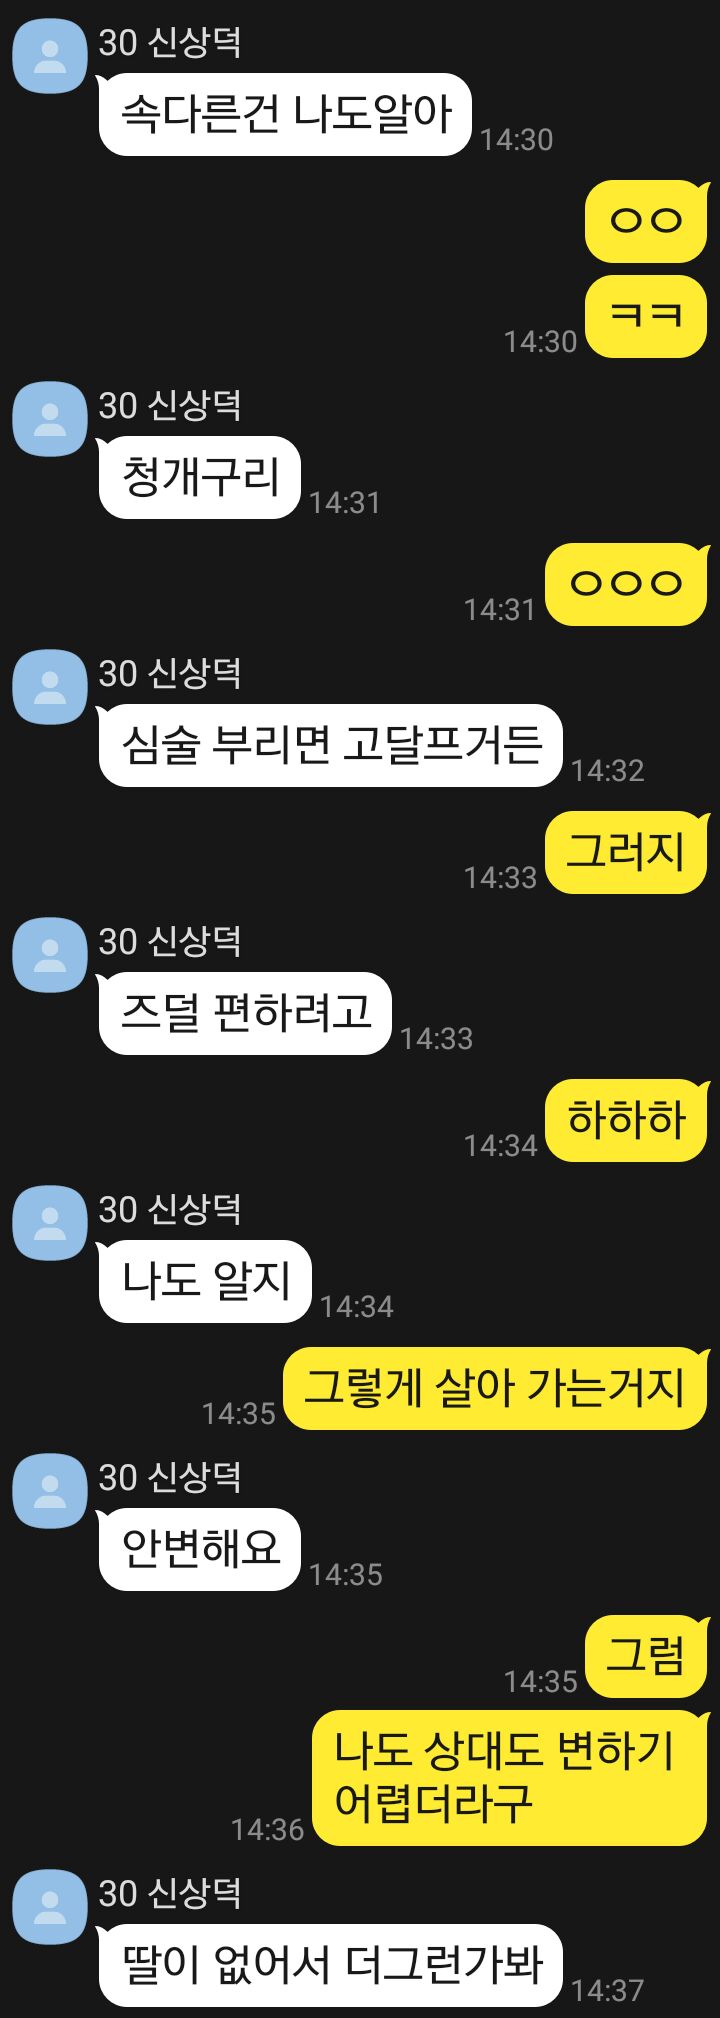 30 신상덕
속다른건 나도알아
14:30
ㅇㅇ
ㅋㅋ
14:30
30 신상덕
청개구리
14:31
ㅇㅇㅇ
14:31
30 신상덕
심술 부리면 고달프거든
14:32
그러지
14:33
30 신상덕
즈덜 편하려고
14:33
하하하
14:34
30 신상덕
나도 알지
14:34
그렇게 살아 가는거지
14:35
30 신상덕
안변해요
14:35
그럼
14:35
나도 상대도 변하기
어렵더라구
14:36
30 신상덕
딸이 없어서 더그런가봐
14:37